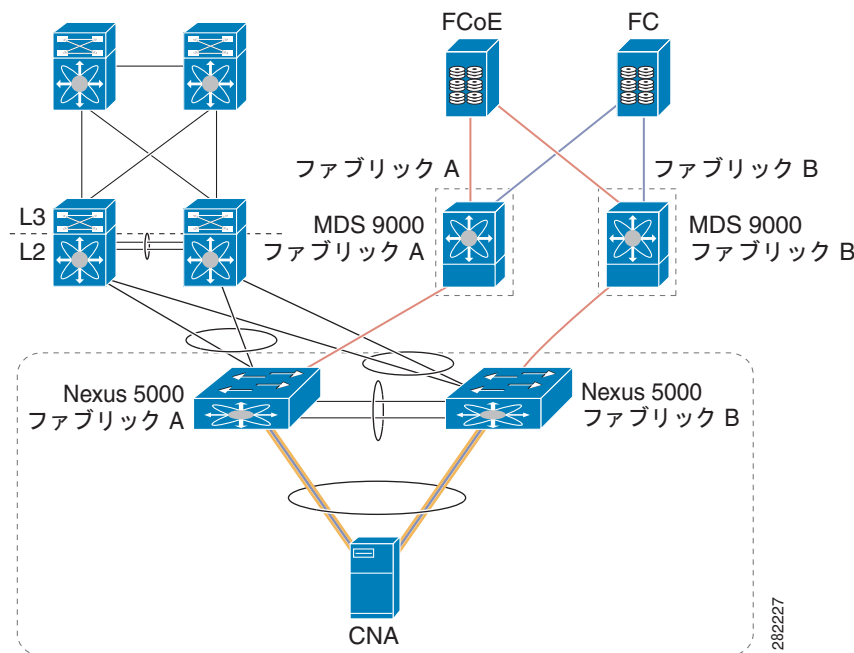 FCoE
FC
ファブリック A
ファブリック B
L3
L2
MDS 9000
ファブリック A
MDS 9000
ファブリック B
Nexus 5000
ファブリック A
Nexus 5000
ファブリック B
CNA
282227